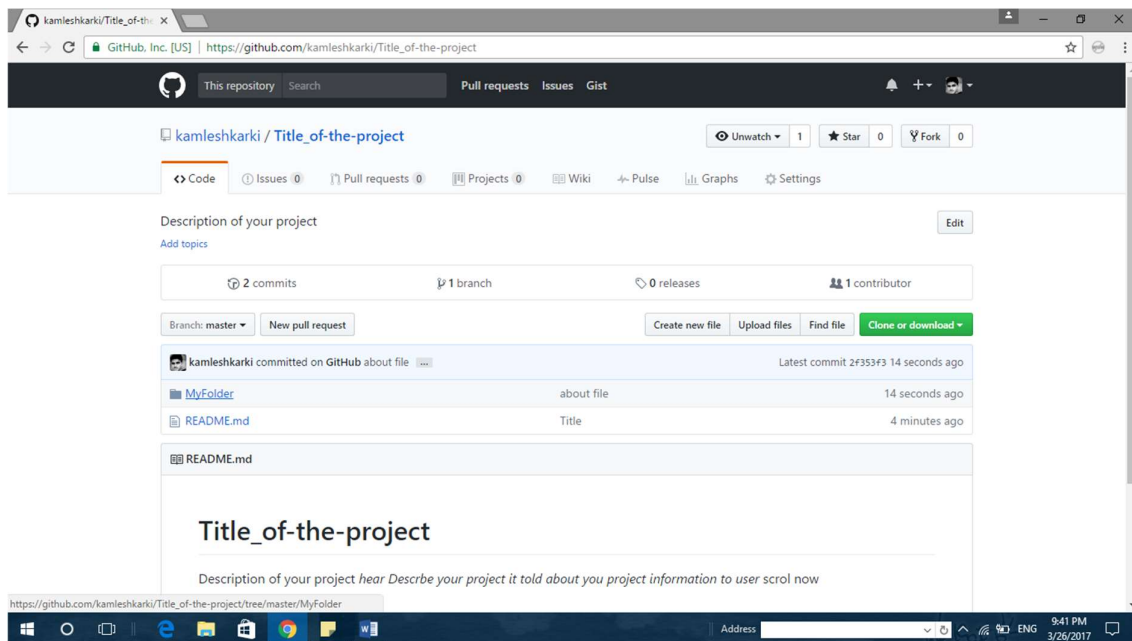 kamleshkarki/Title_of-the
GitHub, Inc. [US] | https://github.com/kamleshkarki/Title_of-the-project
This repository Search Pull requests Issues Gist
kamleshkarki / Title_of-the-project Unwatch 1 Star 0 Fork 0
Code Issues 0 Pull requests 0 Projects 0 Wiki Pulse Graphs Settings
Description of your project Edit
Add topics
2 commits 1 branch 0 releases 1 contributor
Branch: master New pull request Create new file Upload files Find file Clone or download
kamleshkarki committed on GitHub about file ... Latest commit 2f353f3 14 seconds ago
MyFolder about file 14 seconds ago
README.md Title 4 minutes ago
README.md
Title_of-the-project
Description of your project hear Descrbe your project it told about you project information to user scrol now
https://github.com/kamleshkarki/Title_of-the-project/tree/master/MyFolder
Address ENG 9:41 PM
3/26/2017